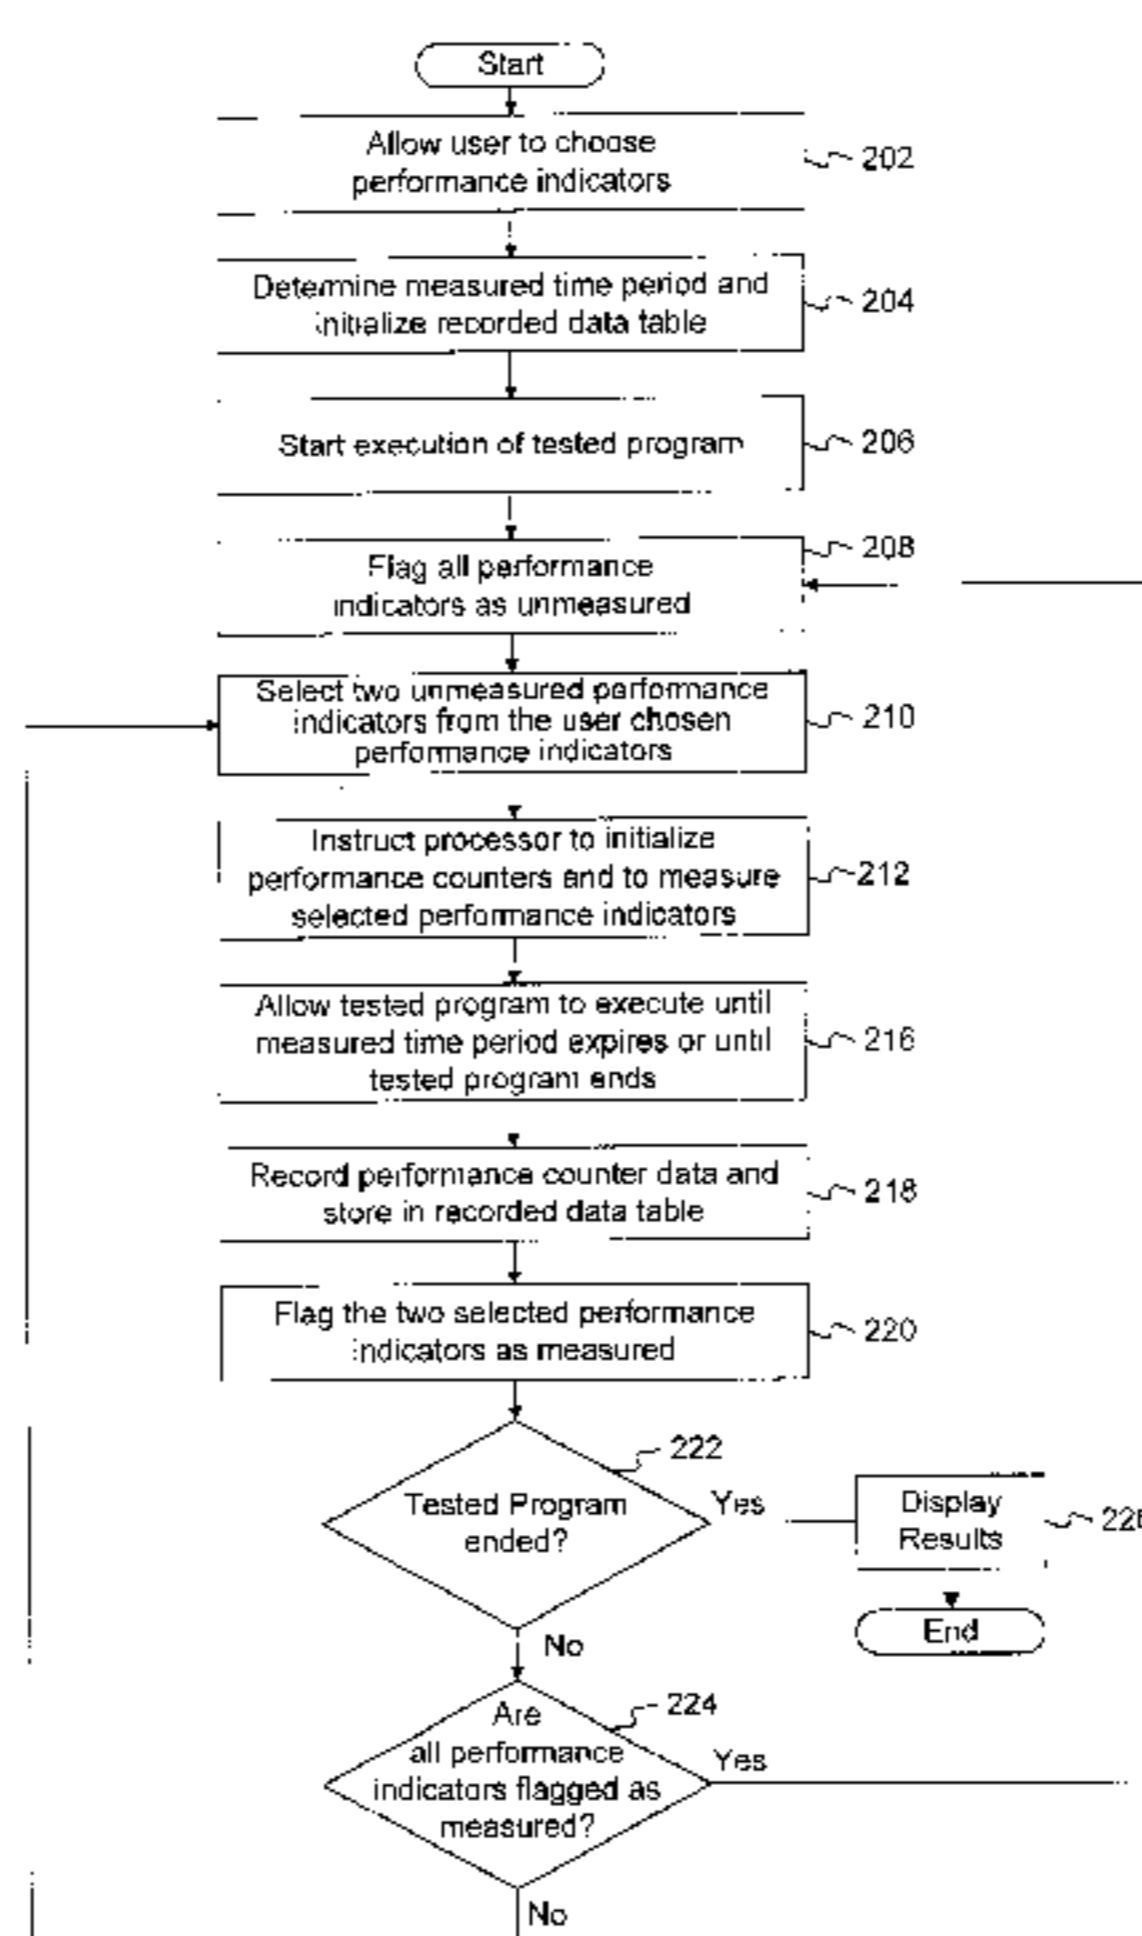 Start
Allow user to choose
performance indicators
202
Determine measured time period and
initialize recorded data table
204
Start execution of tested program
206
Flag all performance
indicators as unmeasured
208
Select two unmeasured performance
indicators from the user chosen
performance indicators
210
Instruct processor to initialize
performance counters and to measure
selected performance indicators
212
Allow tested program to execute until
measured time period expires or until
tested program ends
216
Record performance counter data and
store in recorded data table
218
Flag the two selected performance
indicators as measured
220
Tested Program
ended?
222
Yes
Display
Results
End
No
Are
all performance
indicators flagged as
measured?
224
Yes
No